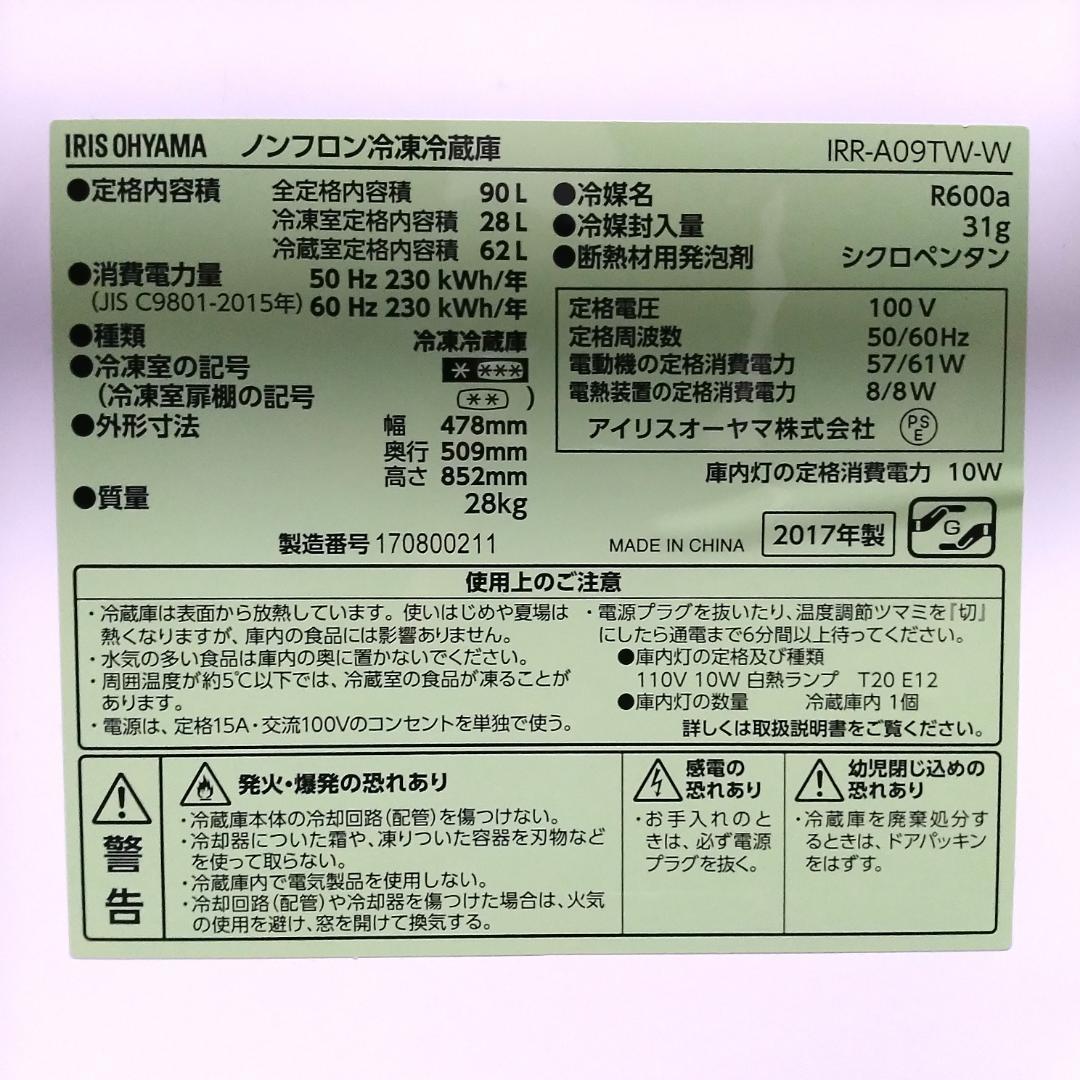 IRIS OHYAMA ノンフロン冷凍冷蔵庫 IRR-A09TW-W
●定格内容積 全定格内容積 90 L
冷凍室定格内容積 28 L
冷蔵室定格内容積 62 L
●消費電力量 50 Hz 230 kWh/年
(JIS C9801-2015年) 60 Hz 230 kWh/年
●種類 冷凍冷蔵庫
●冷凍室の記号 * ***
(冷凍室扉棚の記号 ** )
●外形寸法 幅 478mm
奥行 509mm
高さ 852mm
●質量 28kg
●冷媒名 R600a
●冷媒封入量 31g
●断熱材用発泡剤 シクロペンタン
定格電圧 100 V
定格周波数 50/60Hz
電動機の定格消費電力 57/61W
電熱装置の定格消費電力 8/8W
アイリスオーヤマ株式会社 PSE
庫内灯の定格消費電力 10W
製造番号 170800211 MADE IN CHINA 2017年製 G
使用上のご注意
・冷蔵庫は表面から放熱しています。使いはじめや夏場は
熱くなりますが、庫内の食品には影響ありません。
・水気の多い食品は庫内の奥に置かないでください。
・周囲温度が約5℃以下では、冷蔵室の食品が凍ることが
あります。
・電源は、定格15A・交流100Vのコンセントを単独で使う。
・電源プラグを抜いたり、温度調節ツマミを『切』
にしたら通電まで6分間以上待ってください。
●庫内灯の定格及び種類
110V 10W 白熱ランプ T20 E12
●庫内灯の数量 冷蔵庫内 1個
詳しくは取扱説明書をご覧ください。
警告
発火・爆発の恐れあり
・冷蔵庫本体の冷却回路(配管)を傷つけない。
・冷却器についた霜や、凍りついた容器を刃物など
を使って取らない。
・冷蔵庫内で電気製品を使用しない。
・冷却回路(配管)や冷却器を傷つけた場合は、火気
の使用を避け、窓を開けて換気する。
感電の
恐れあり
・お手入れのと
きは、必ず電源
プラグを抜く。
幼児閉じ込めの
恐れあり
・冷蔵庫を廃棄処分す
るときは、ドアパッキン
をはずす。